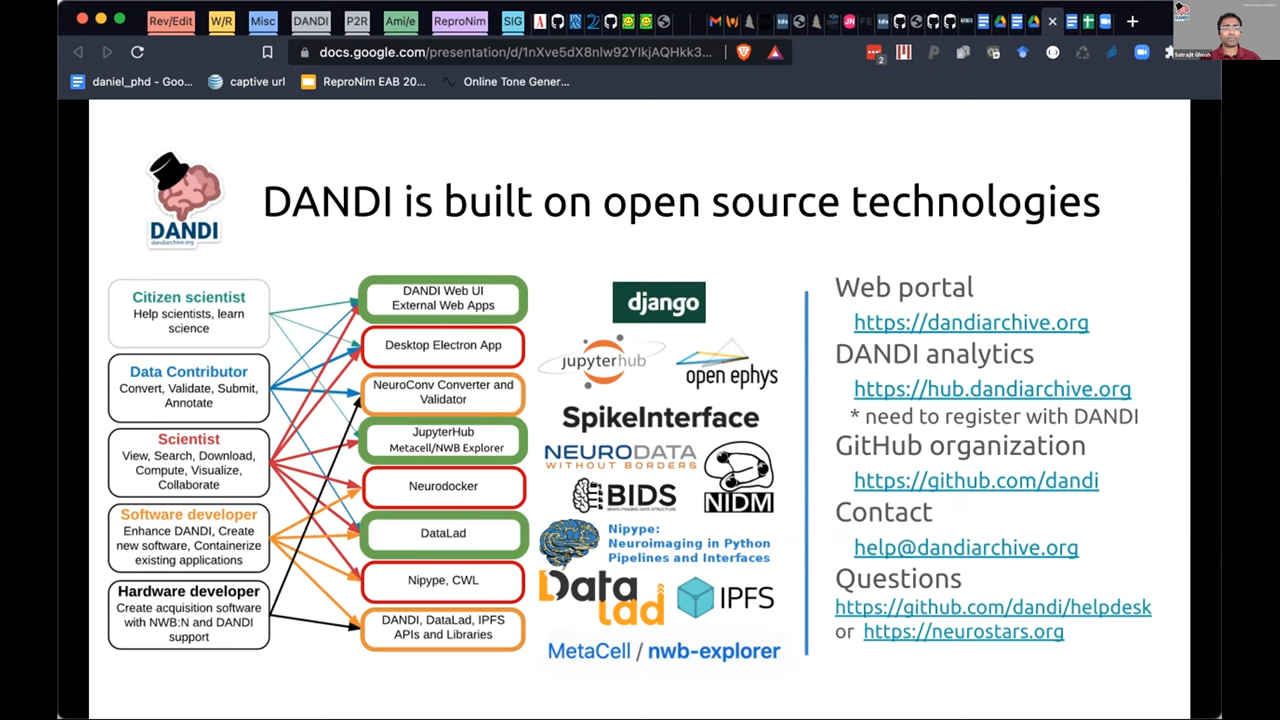 Rev/Edit W/R Misc DANDI P2R Ami/e ReproNim SIG
docs.google.com/presentation/d/1nXve5dX8nlw92YIkjAQHkk3...
2
Satrajit Ghosh
daniel_phd - Goo... captive url ReproNim EAB 20... Online Tone Gener...
DANDI
dandiarchive.org
DANDI is built on open source technologies
Citizen scientist
Help scientists, learn
science
Data Contributor
Convert, Validate, Submit,
Annotate
Scientist
View, Search, Download,
Compute, Visualize,
Collaborate
Software developer
Enhance DANDI, Create
new software, Containerize
existing applications
Hardware developer
Create acquisition software
with NWB:N and DANDI
support
DANDI Web UI
External Web Apps
Desktop Electron App
NeuroConv Converter and
Validator
JupyterHub
Metacell/NWB Explorer
Neurodocker
DataLad
Nipype, CWL
DANDI, DataLad, IPFS
APIs and Libraries
django
jupyterhub
open ephys
SpikeInterface
NEURODATA
WITHOUT BORDERS
BIDS
BRAIN IMAGING DATA STRUCTURE
NIDM
Nipype:
Neuroimaging in Python
Pipelines and Interfaces
Data
lad
IPFS
MetaCell / nwb-explorer
Web portal
https://dandiarchive.org
DANDI analytics
https://hub.dandiarchive.org
* need to register with DANDI
GitHub organization
https://github.com/dandi
Contact
help@dandiarchive.org
Questions
https://github.com/dandi/helpdesk
or https://neurostars.org